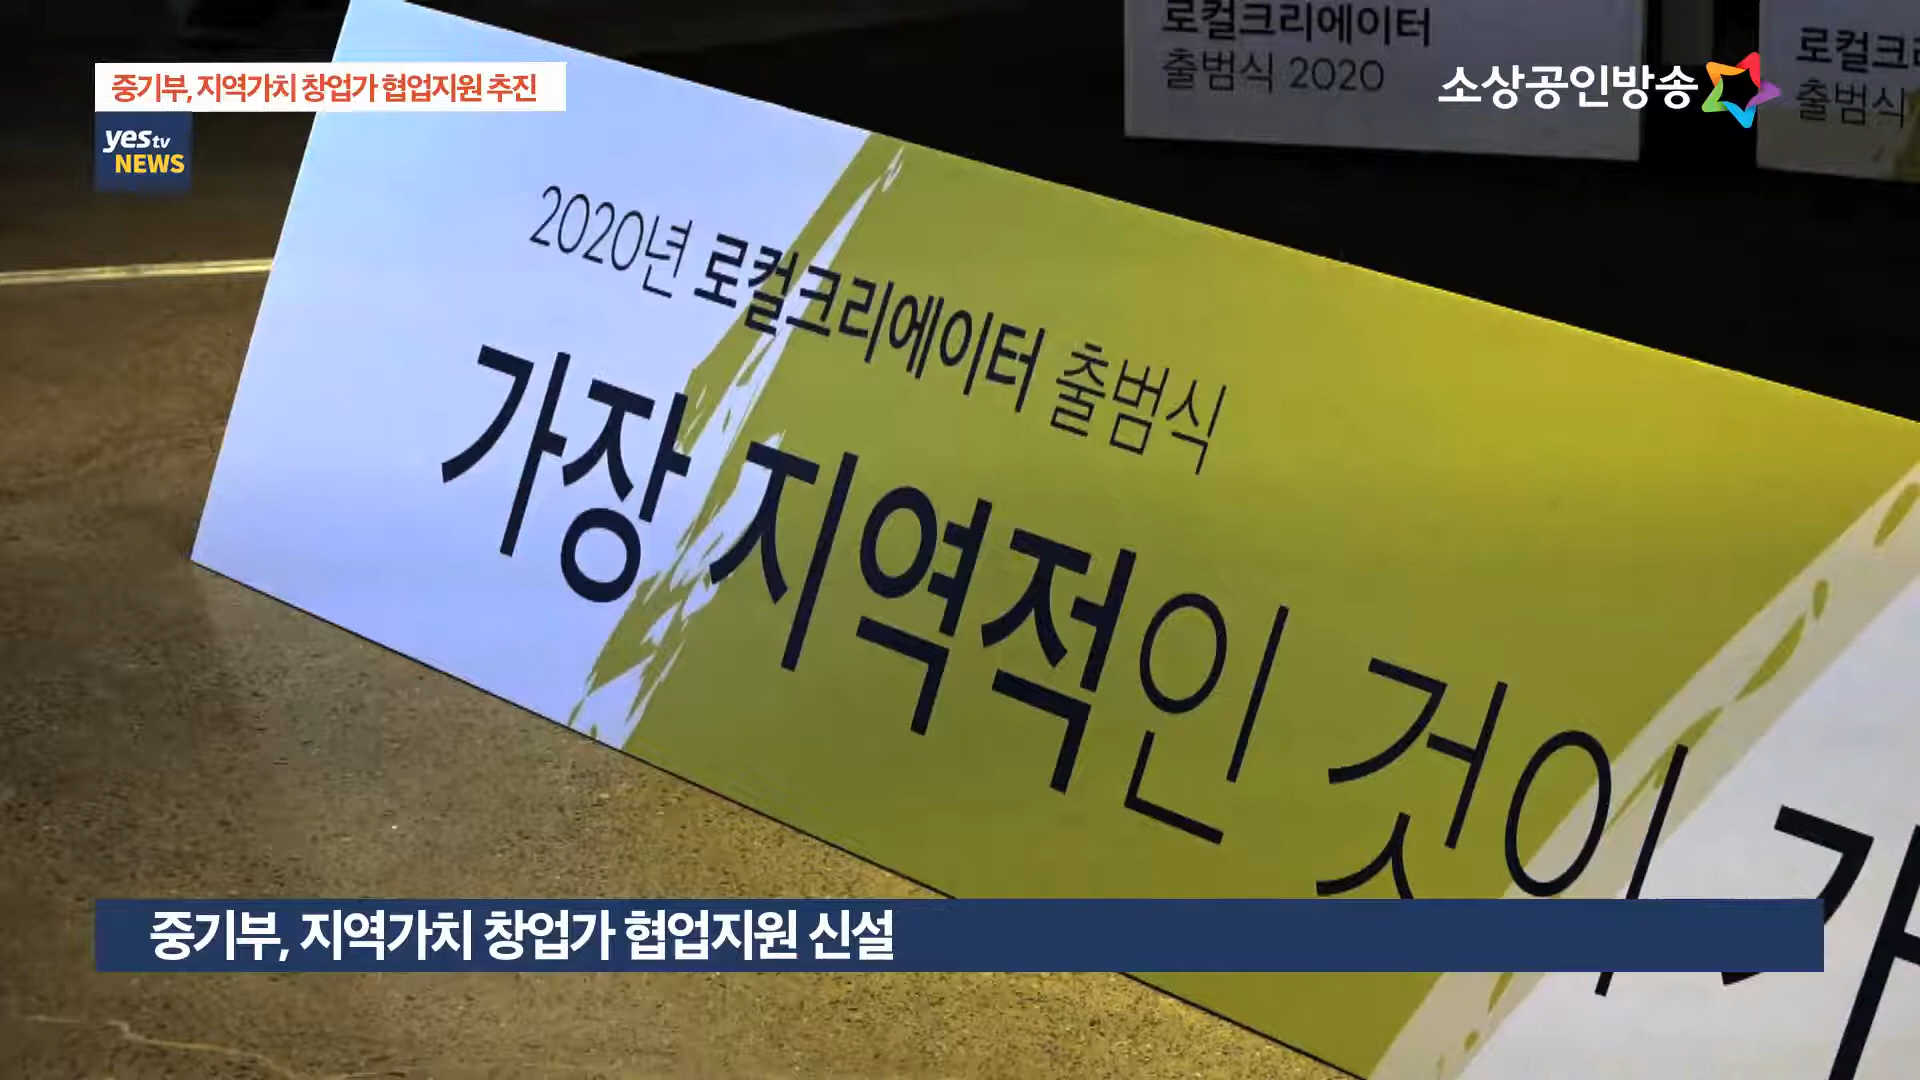 중기부, 지역가치 창업가 협업지원 추진
yestv
NEWS
로컬크리에이터
출범식 2020
소상공인방송
로컬크리
출범식
2020년 로컬크리에이터 출범식
가장 지역적인 것이
중기부, 지역가치 창업가 협업지원 신설